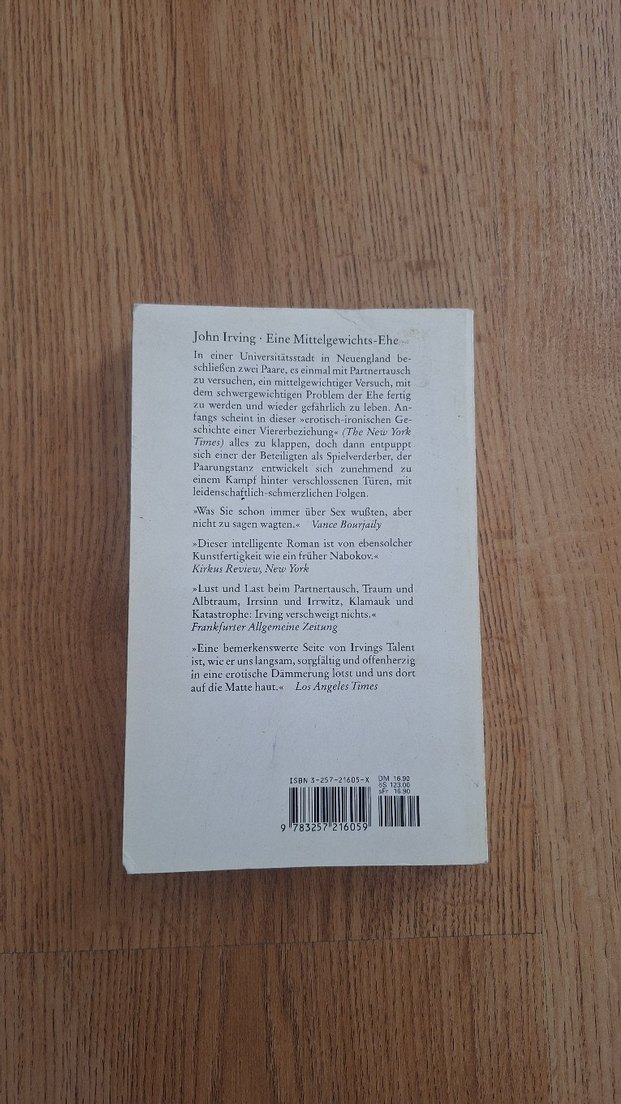 John Irving · Eine Mittelgewichts-Ehe
In einer Universitätsstadt in Neuengland be-
schließen zwei Paare, es einmal mit Partnertausch
zu versuchen, ein mittelgewichtiger Versuch, mit
dem schwergewichtigen Problem der Ehe fertig
zu werden und wieder gefährlich zu leben. An-
fangs scheint in dieser »erotisch-ironischen Ge-
schichte einer Viererbeziehung« (The New York
Times) alles zu klappen, doch dann entpuppt
sich einer der Beteiligten als Spielverderber, der
Paarungstanz entwickelt sich zunehmend zu
einem Kampf hinter verschlossenen Türen, mit
leidenschaftlich-schmerzlichen Folgen.
»Was Sie schon immer über Sex wußten, aber
nicht zu sagen wagten.« Vance Bourjaily
»Dieser intelligente Roman ist von ebensolcher
Kunstfertigkeit wie ein früher Nabokov.«
Kirkus Review, New York
»Lust und Last beim Partnertausch, Traum und
Albtraum, Irrsinn und Irrwitz, Klamauk und
Katastrophe: Irving verschweigt nichts.«
Frankfurter Allgemeine Zeitung
»Eine bemerkenswerte Seite von Irvings Talent
ist, wie er uns langsam, sorgfältig und offenherzig
in eine erotische Dämmerung lotst und uns dort
auf die Matte haut.« Los Angeles Times
ISBN 3-257-21605-X
DM 16.90
öS 123.00
sFr 16.90
9 783257 216059